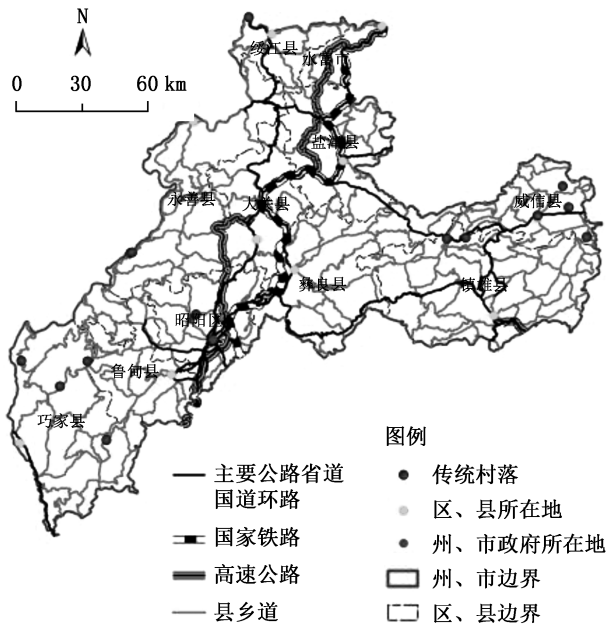 N
0 30 60 km
绥江县
水富市
盐津县
永善县
大关县
威信县
彝良县
镇雄县
昭阳区
鲁甸县
巧家县
图例
主要公路省道
国道环路
国家铁路
高速公路
县乡道
传统村落
区、县所在地
州、市政府所在地
州、市边界
区、县边界